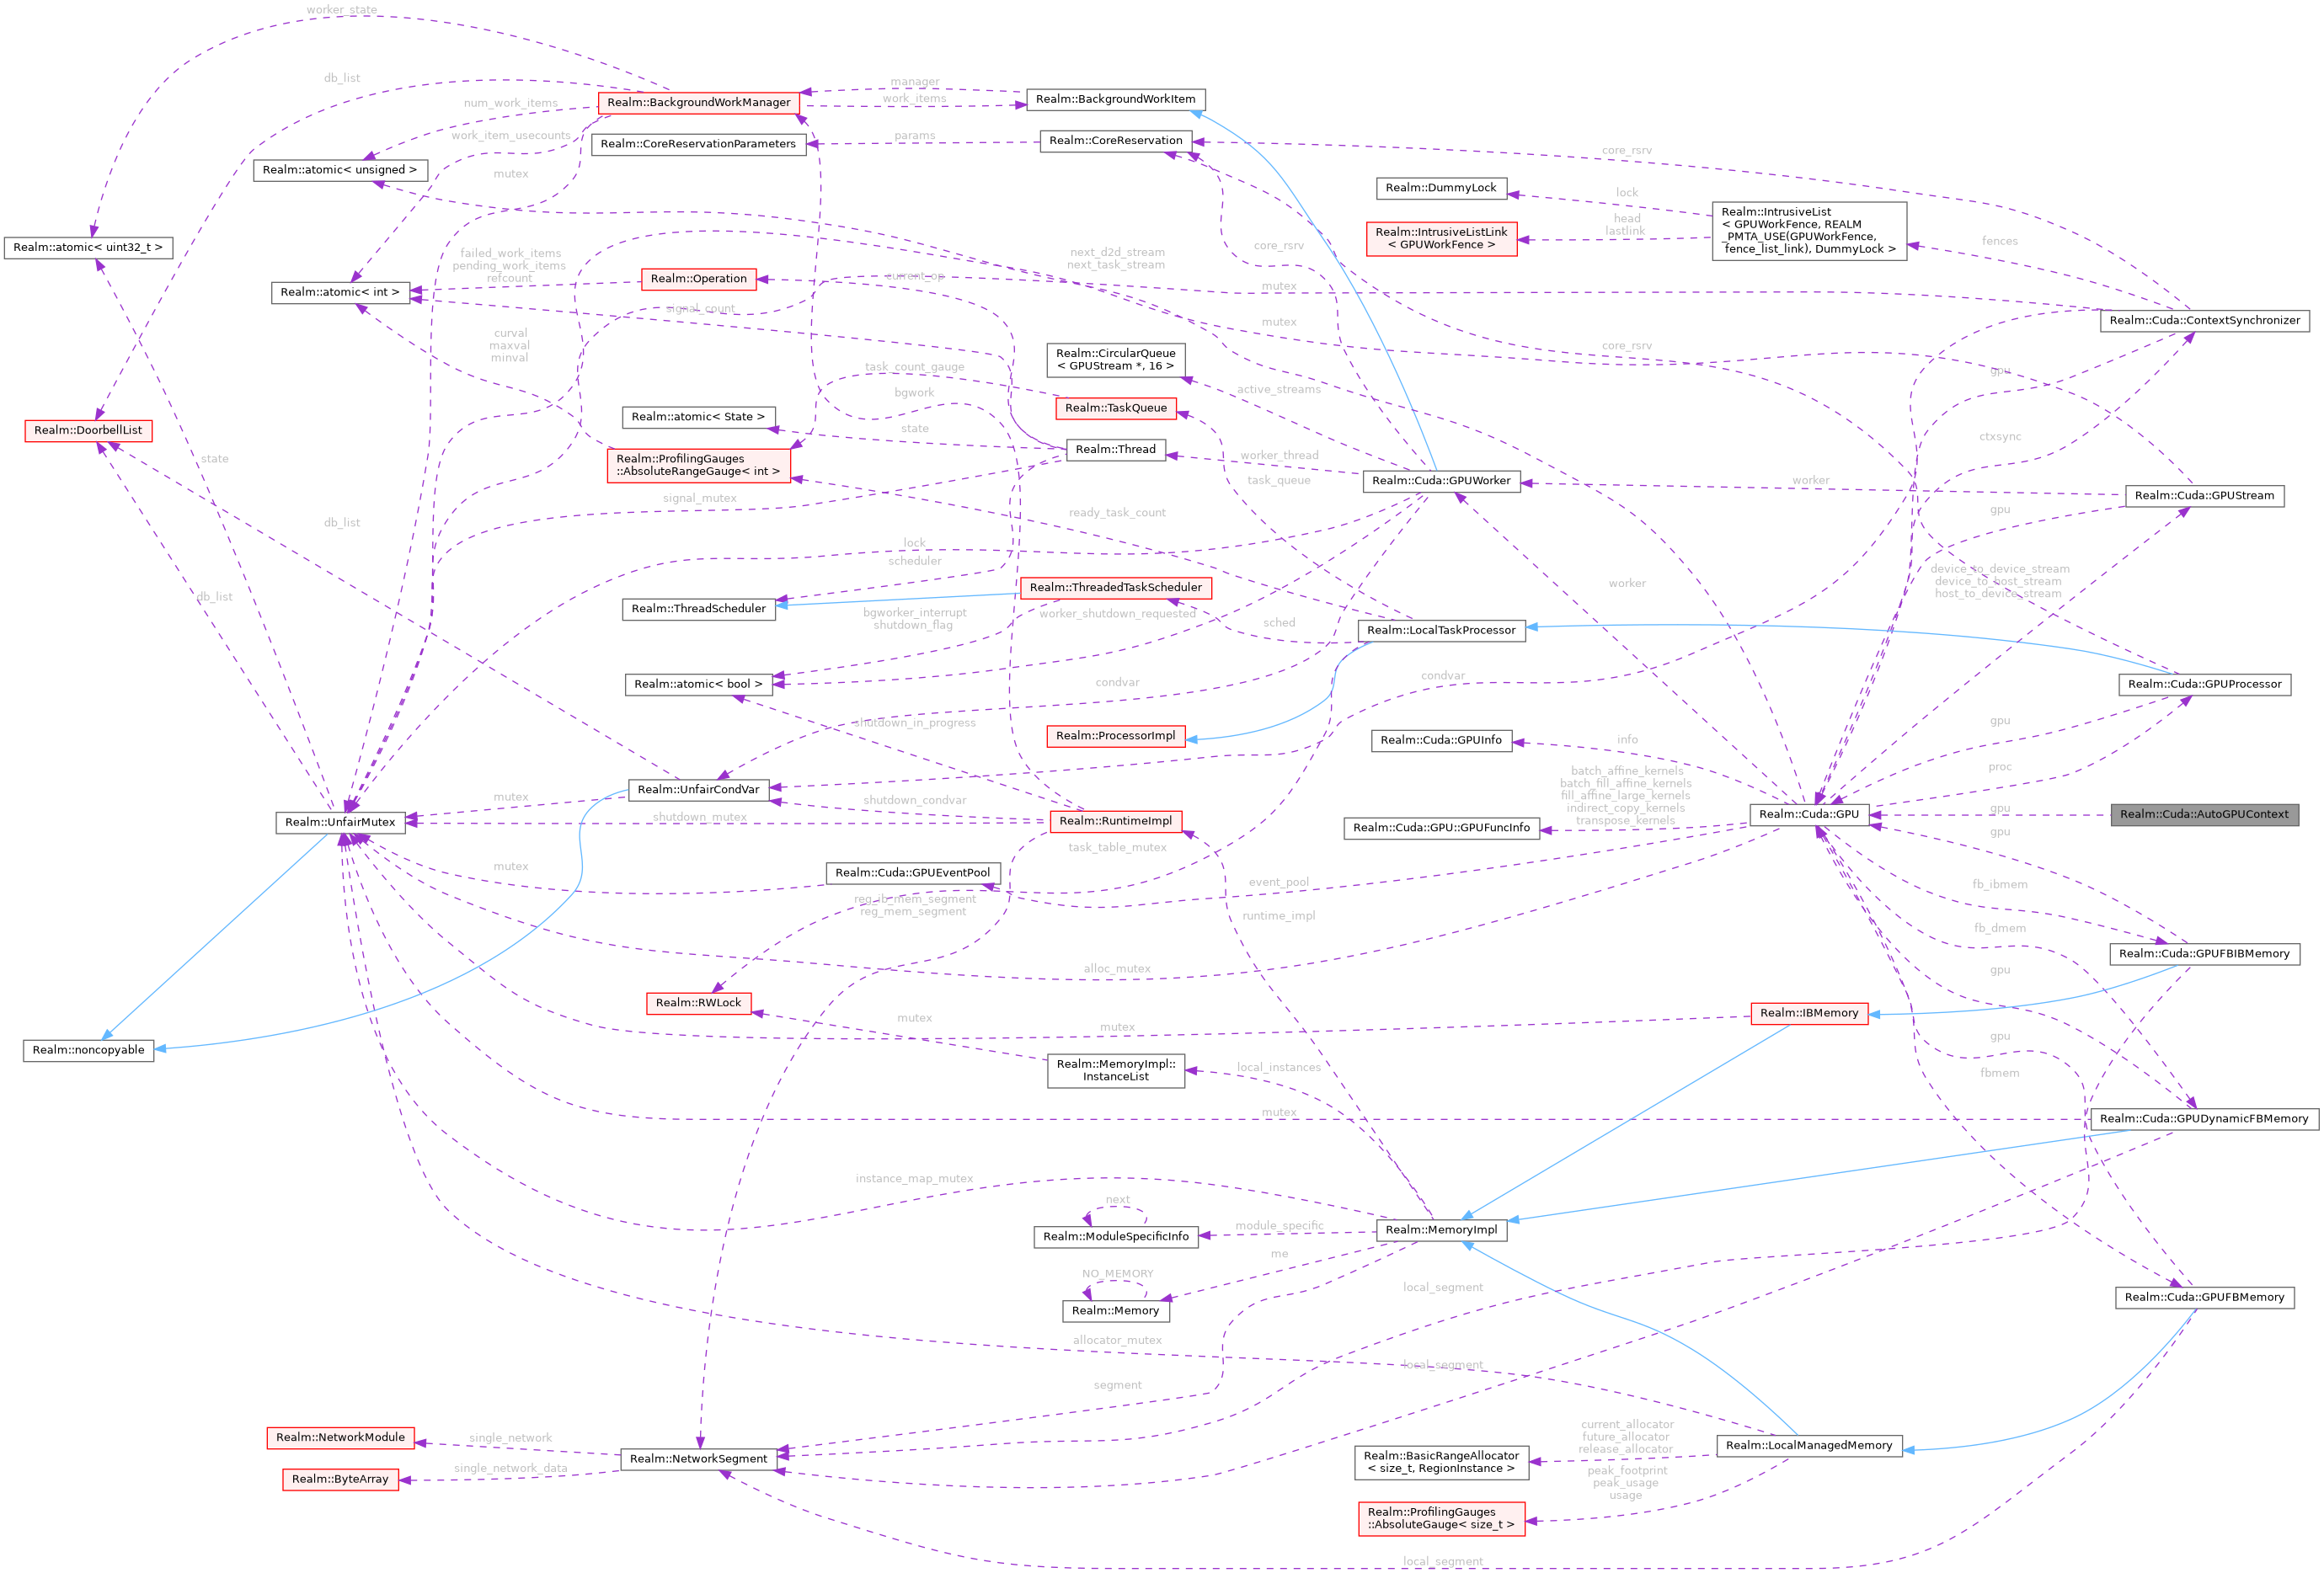 worker_state
db_list
manager
Realm::BackgroundWorkManager
work_items
Realm::BackgroundWorkItem
num_work_items
work_item_usecounts
Realm::CoreReservationParameters
params
Realm::CoreReservation
core_rsrv
Realm::atomic< unsigned >
mutex
Realm::DummyLock
lock
head
lastlink
Realm::IntrusiveList
< GPUWorkFence, REALM
_PMTA_USE(GPUWorkFence,
fence_list_link), DummyLock >
Realm::IntrusiveListLink
< GPUWorkFence >
fences
Realm::atomic< uint32_t >
failed_work_items
pending_work_items
refcount
next_d2d_stream
next_task_stream
core_rsrv
Realm::Operation
current_op
mutex
Realm::atomic< int >
signal_count
mutex
Realm::Cuda::ContextSynchronizer
curval
maxval
minval
Realm::CircularQueue
< GPUStream *, 16 >
core_rsrv
task_count_gauge
gpu
bgwork
active_streams
Realm::TaskQueue
Realm::atomic< State >
state
Realm::DoorbellList
Realm::Thread
ctxsync
state
Realm::ProfilingGauges
::AbsoluteRangeGauge< int >
worker_thread
task_queue
Realm::Cuda::GPUWorker
worker
Realm::Cuda::GPUStream
signal_mutex
ready_task_count
gpu
db_list
lock
scheduler
device_to_device_stream
device_to_host_stream
host_to_device_stream
worker
Realm::ThreadedTaskScheduler
db_list
Realm::ThreadScheduler
bgworker_interrupt
shutdown_flag
worker_shutdown_requested
sched
Realm::LocalTaskProcessor
Realm::atomic< bool >
condvar
condvar
Realm::Cuda::GPUProcessor
shutdown_in_progress
Realm::ProcessorImpl
Realm::Cuda::GPUInfo
info
gpu
proc
batch_affine_kernels
batch_fill_affine_kernels
fill_affine_large_kernels
indirect_copy_kernels
transpose_kernels
Realm::UnfairCondVar
mutex
shutdown_condvar
shutdown_mutex
Realm::RuntimeImpl
Realm::UnfairMutex
Realm::Cuda::GPU::GPUFuncInfo
Realm::Cuda::GPU
gpu
Realm::Cuda::AutoGPUContext
gpu
task_table_mutex
mutex
Realm::Cuda::GPUEventPool
event_pool
fb_ibmem
reg_ib_mem_segment
reg_mem_segment
runtime_impl
fb_dmem
Realm::Cuda::GPUFBIBMemory
alloc_mutex
gpu
Realm::RWLock
mutex
mutex
Realm::IBMemory
Realm::noncopyable
gpu
Realm::MemoryImpl::
InstanceList
local_instances
fbmem
mutex
Realm::Cuda::GPUDynamicFBMemory
instance_map_mutex
next
Realm::ModuleSpecificInfo
module_specific
Realm::MemoryImpl
me
NO_MEMORY
Realm::Memory
local_segment
Realm::Cuda::GPUFBMemory
allocator_mutex
local_segment
segment
current_allocator
future_allocator
release_allocator
Realm::NetworkModule
single_network
Realm::LocalManagedMemory
Realm::NetworkSegment
Realm::BasicRangeAllocator
< size_t, RegionInstance >
Realm::ByteArray
single_network_data
peak_footprint
peak_usage
usage
Realm::ProfilingGauges
::AbsoluteGauge< size_t >
local_segment